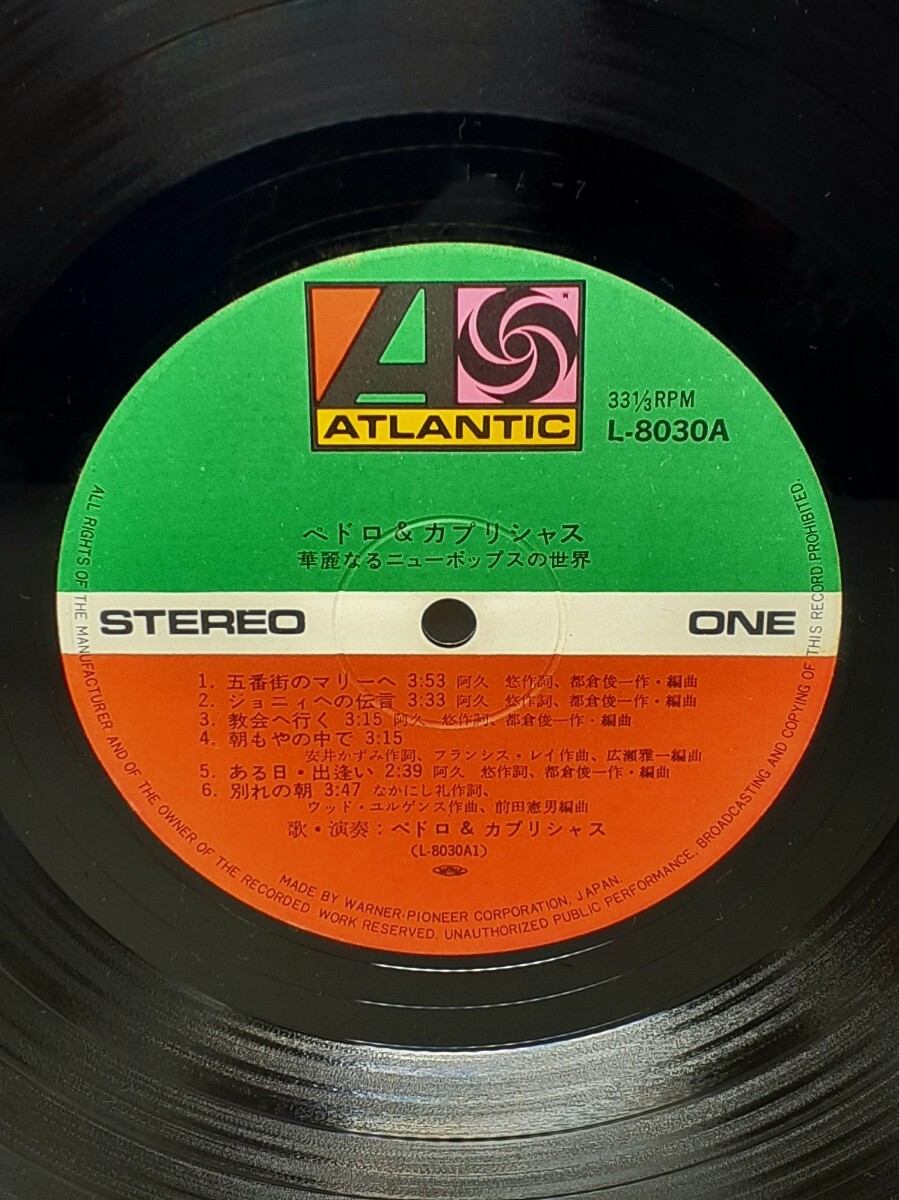 1-A-7
ATLANTIC
33⅓RPM
L-8030A
ペドロ & カプリシャス
華麗なるニューポップスの世界
STEREO
ONE
1. 五番街のマリーへ 3:53 阿久 悠作詞、都倉俊一作・編曲
2. ジョニィへの伝言 3:33 阿久 悠作詞、都倉俊一作・編曲
3. 教会へ行く 3:15 阿久 悠作詞、都倉俊一作・編曲
4. 朝もやの中で 3:15
安井かずみ作詞、フランシス・レイ作曲、広瀬雅一編曲
5. ある日・出逢い 2:39 阿久 悠作詞、都倉俊一作・編曲
6. 別れの朝 3:47 なかにし礼作詞、
ウッド・ユルゲンス作曲、前田憲男編曲
歌・演奏：ペドロ & カプリシャス
(L-8030A1)
MADE BY WARNER-PIONEER CORPORATION, JAPAN.
ALL RIGHTS OF THE MANUFACTURER AND OF THE OWNER OF THE RECORDED WORK RESERVED. UNAUTHORIZED PUBLIC PERFORMANCE, BROADCASTING AND COPYING OF THIS RECORD PROHIBITED.